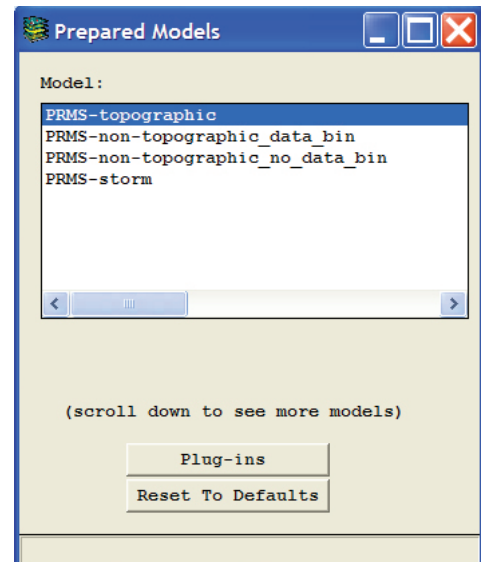 Prepared Models
Model:
PRMS-topographic
PRMS-non-topographic_data_bin
PRMS-non-topographic_no_data_bin
PRMS-storm
(scroll down to see more models)
Plug-ins
Reset To Defaults